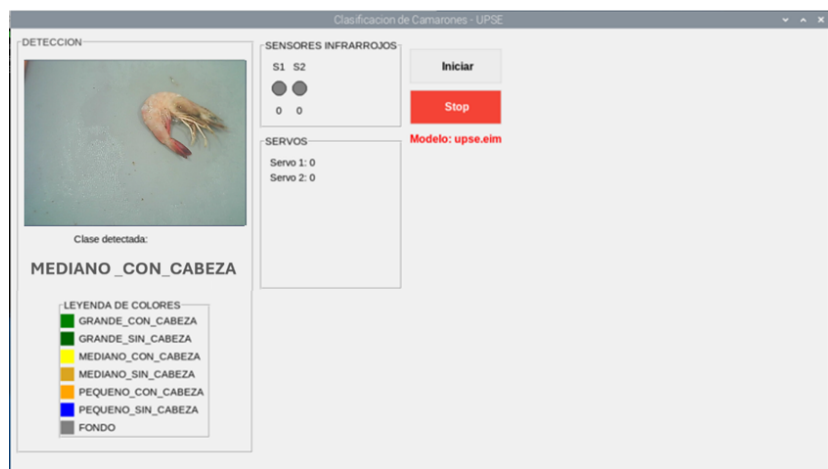 Clasificacion de Camarones - UPSE
DETECCION
Clase detectada:
MEDIANO _CON_CABEZA
LEYENDA DE COLORES
GRANDE_CON_CABEZA
GRANDE_SIN_CABEZA
MEDIANO_CON_CABEZA
MEDIANO_SIN_CABEZA
PEQUENO_CON_CABEZA
PEQUENO_SIN_CABEZA
FONDO
SENSORES INFRARROJOS
S1 S2
0 0
SERVOS
Servo 1: 0
Servo 2: 0
Iniciar
Stop
Modelo: upse.eim